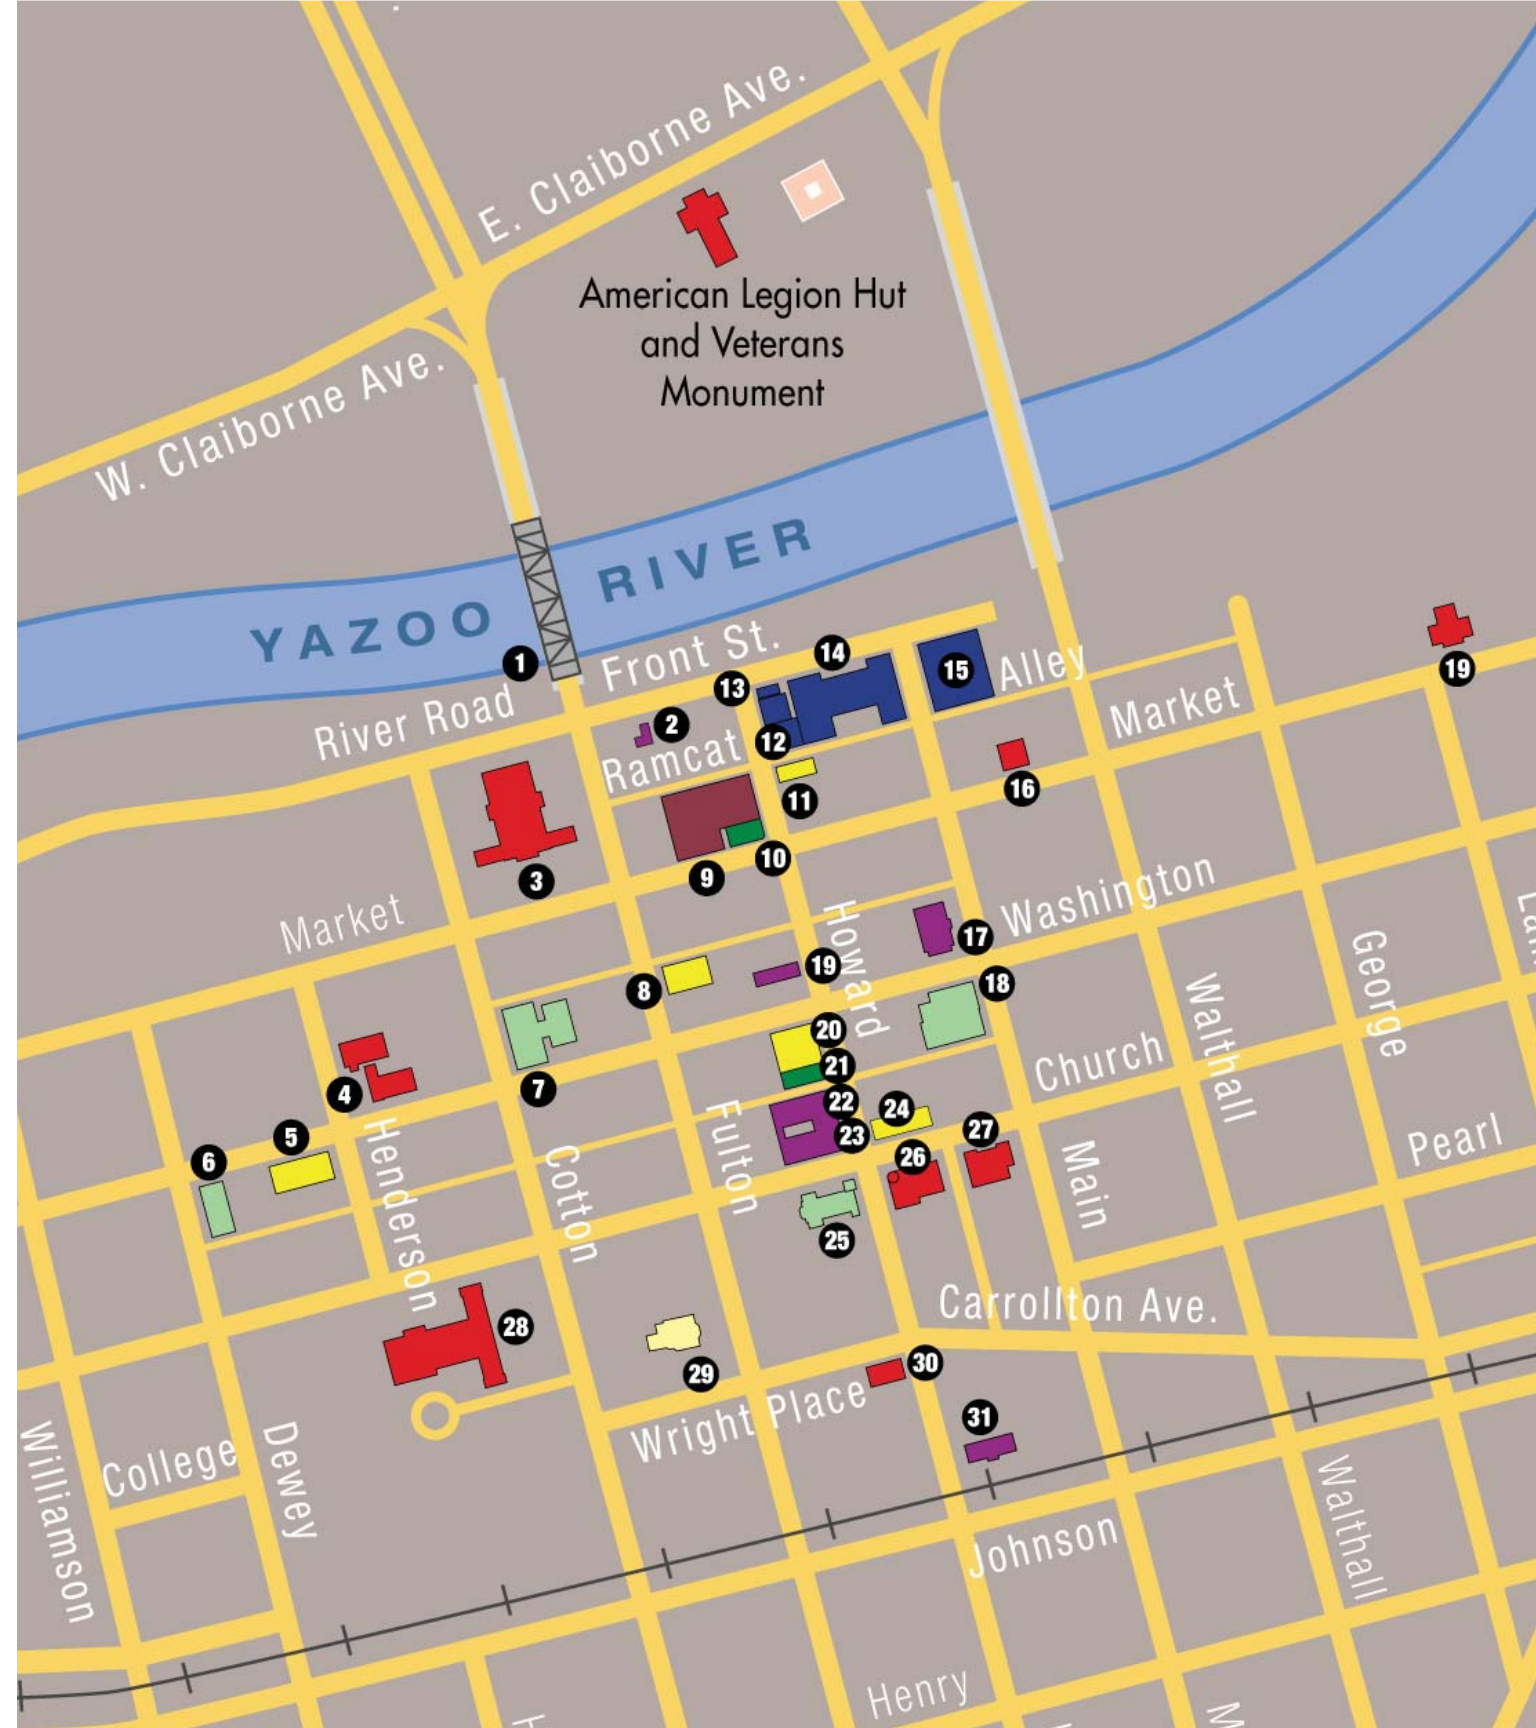 E. Claiborne Ave.
American Legion Hut
and Veterans
Monument
W. Claiborne Ave.
YAZOO RIVER
1
Front St.
14
15
Alley
19
River Road
13
2
Ramcat
12
Market
16
11
3
9
10
Market
Howard
17
Washington
8
19
18
George
Walthall
4
7
20
21
Church
22
24
23
27
5
6
Henderson
Cotton
Fulton
26
Main
Pearl
25
28
29
Carrollton Ave.
30
Wright Place
31
Williamson
College
Dewey
Johnson
Walthall
Henry